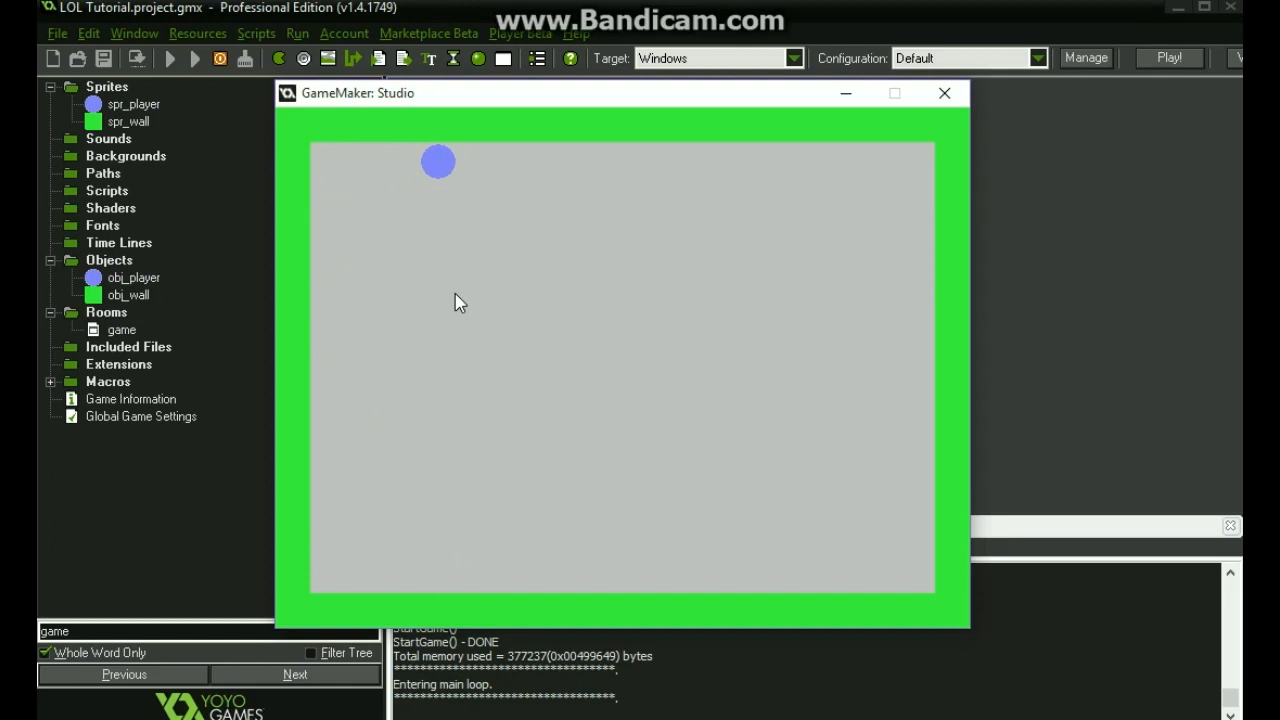 LOL Tutorial.project.gmx - Professional Edition (v1.4.1749)
www.Bandicam.com
File Edit Window Resources Scripts Run Account Marketplace Beta Player Beta Help
Target: Windows Configuration: Default Manage Play!
Sprites
spr_player
spr_wall
Sounds
Backgrounds
Paths
Scripts
Shaders
Fonts
Time Lines
Objects
obj_player
obj_wall
Rooms
game
Included Files
Extensions
Macros
Game Information
Global Game Settings
GameMaker: Studio
game
Whole Word Only Filter Tree
Previous Next
YOYO
GAMES
StartGame()
StartGame() - DONE
Total memory used = 377237(0x00499649) bytes
***********************************.
Entering main loop.
***********************************.